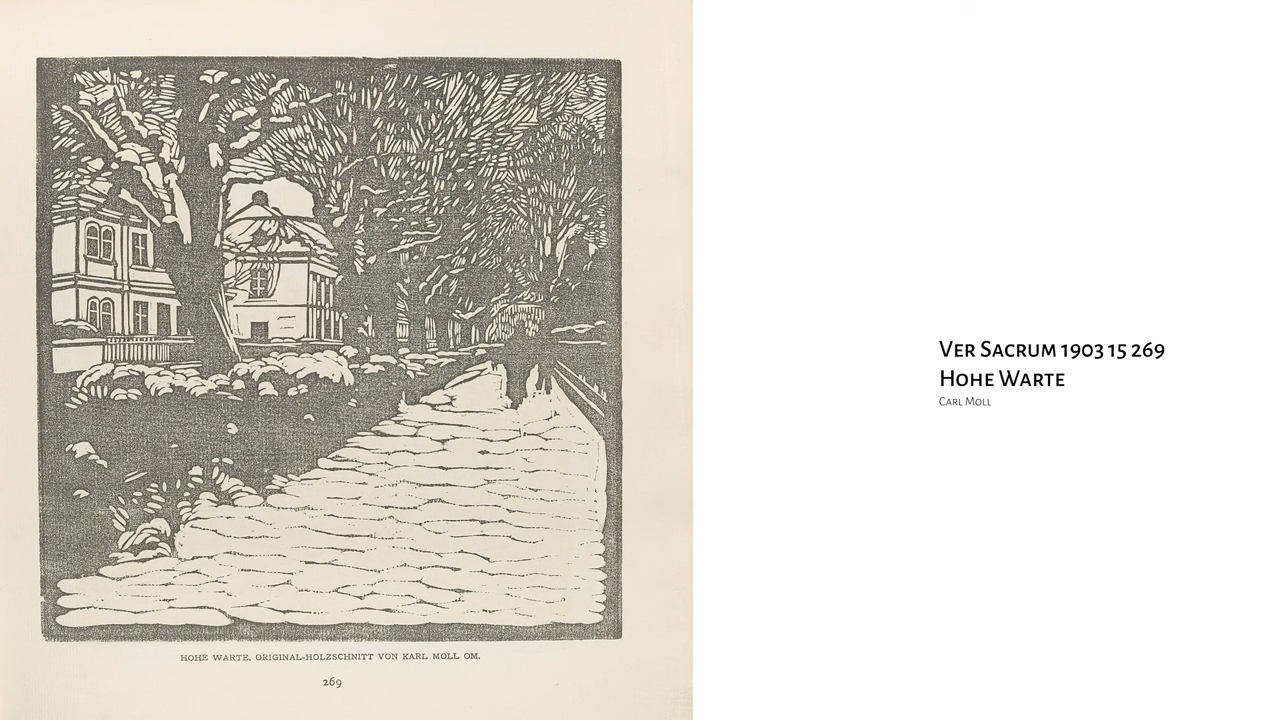 HOHE WARTE. ORIGINAL-HOLZSCHNITT VON KARL MOLL OM.
269
Ver Sacrum 1903 15 269
Hohe Warte
Carl Moll